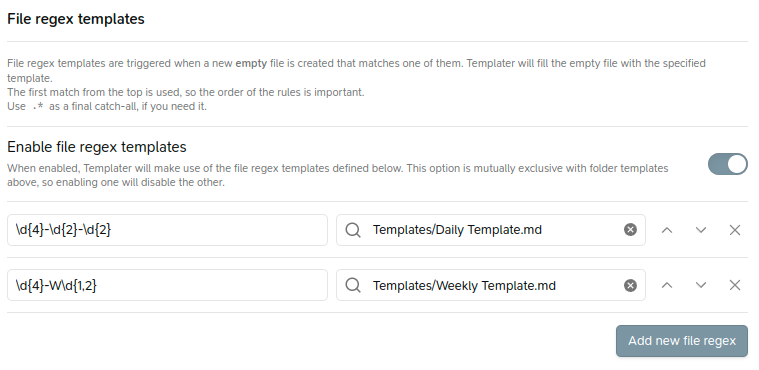 File regex templates
File regex templates are triggered when a new empty file is created that matches one of them. Templater will fill the empty file with the specified
template.
The first match from the top is used, so the order of the rules is important.
Use .* as a final catch-all, if you need it.
Enable file regex templates
When enabled, Templater will make use of the file regex templates defined below. This option is mutually exclusive with folder templates
above, so enabling one will disable the other.
\d{4}-\d{2}-\d{2} Templates/Daily Template.md
\d{4}-W\d{1,2} Templates/Weekly Template.md
Add new file regex